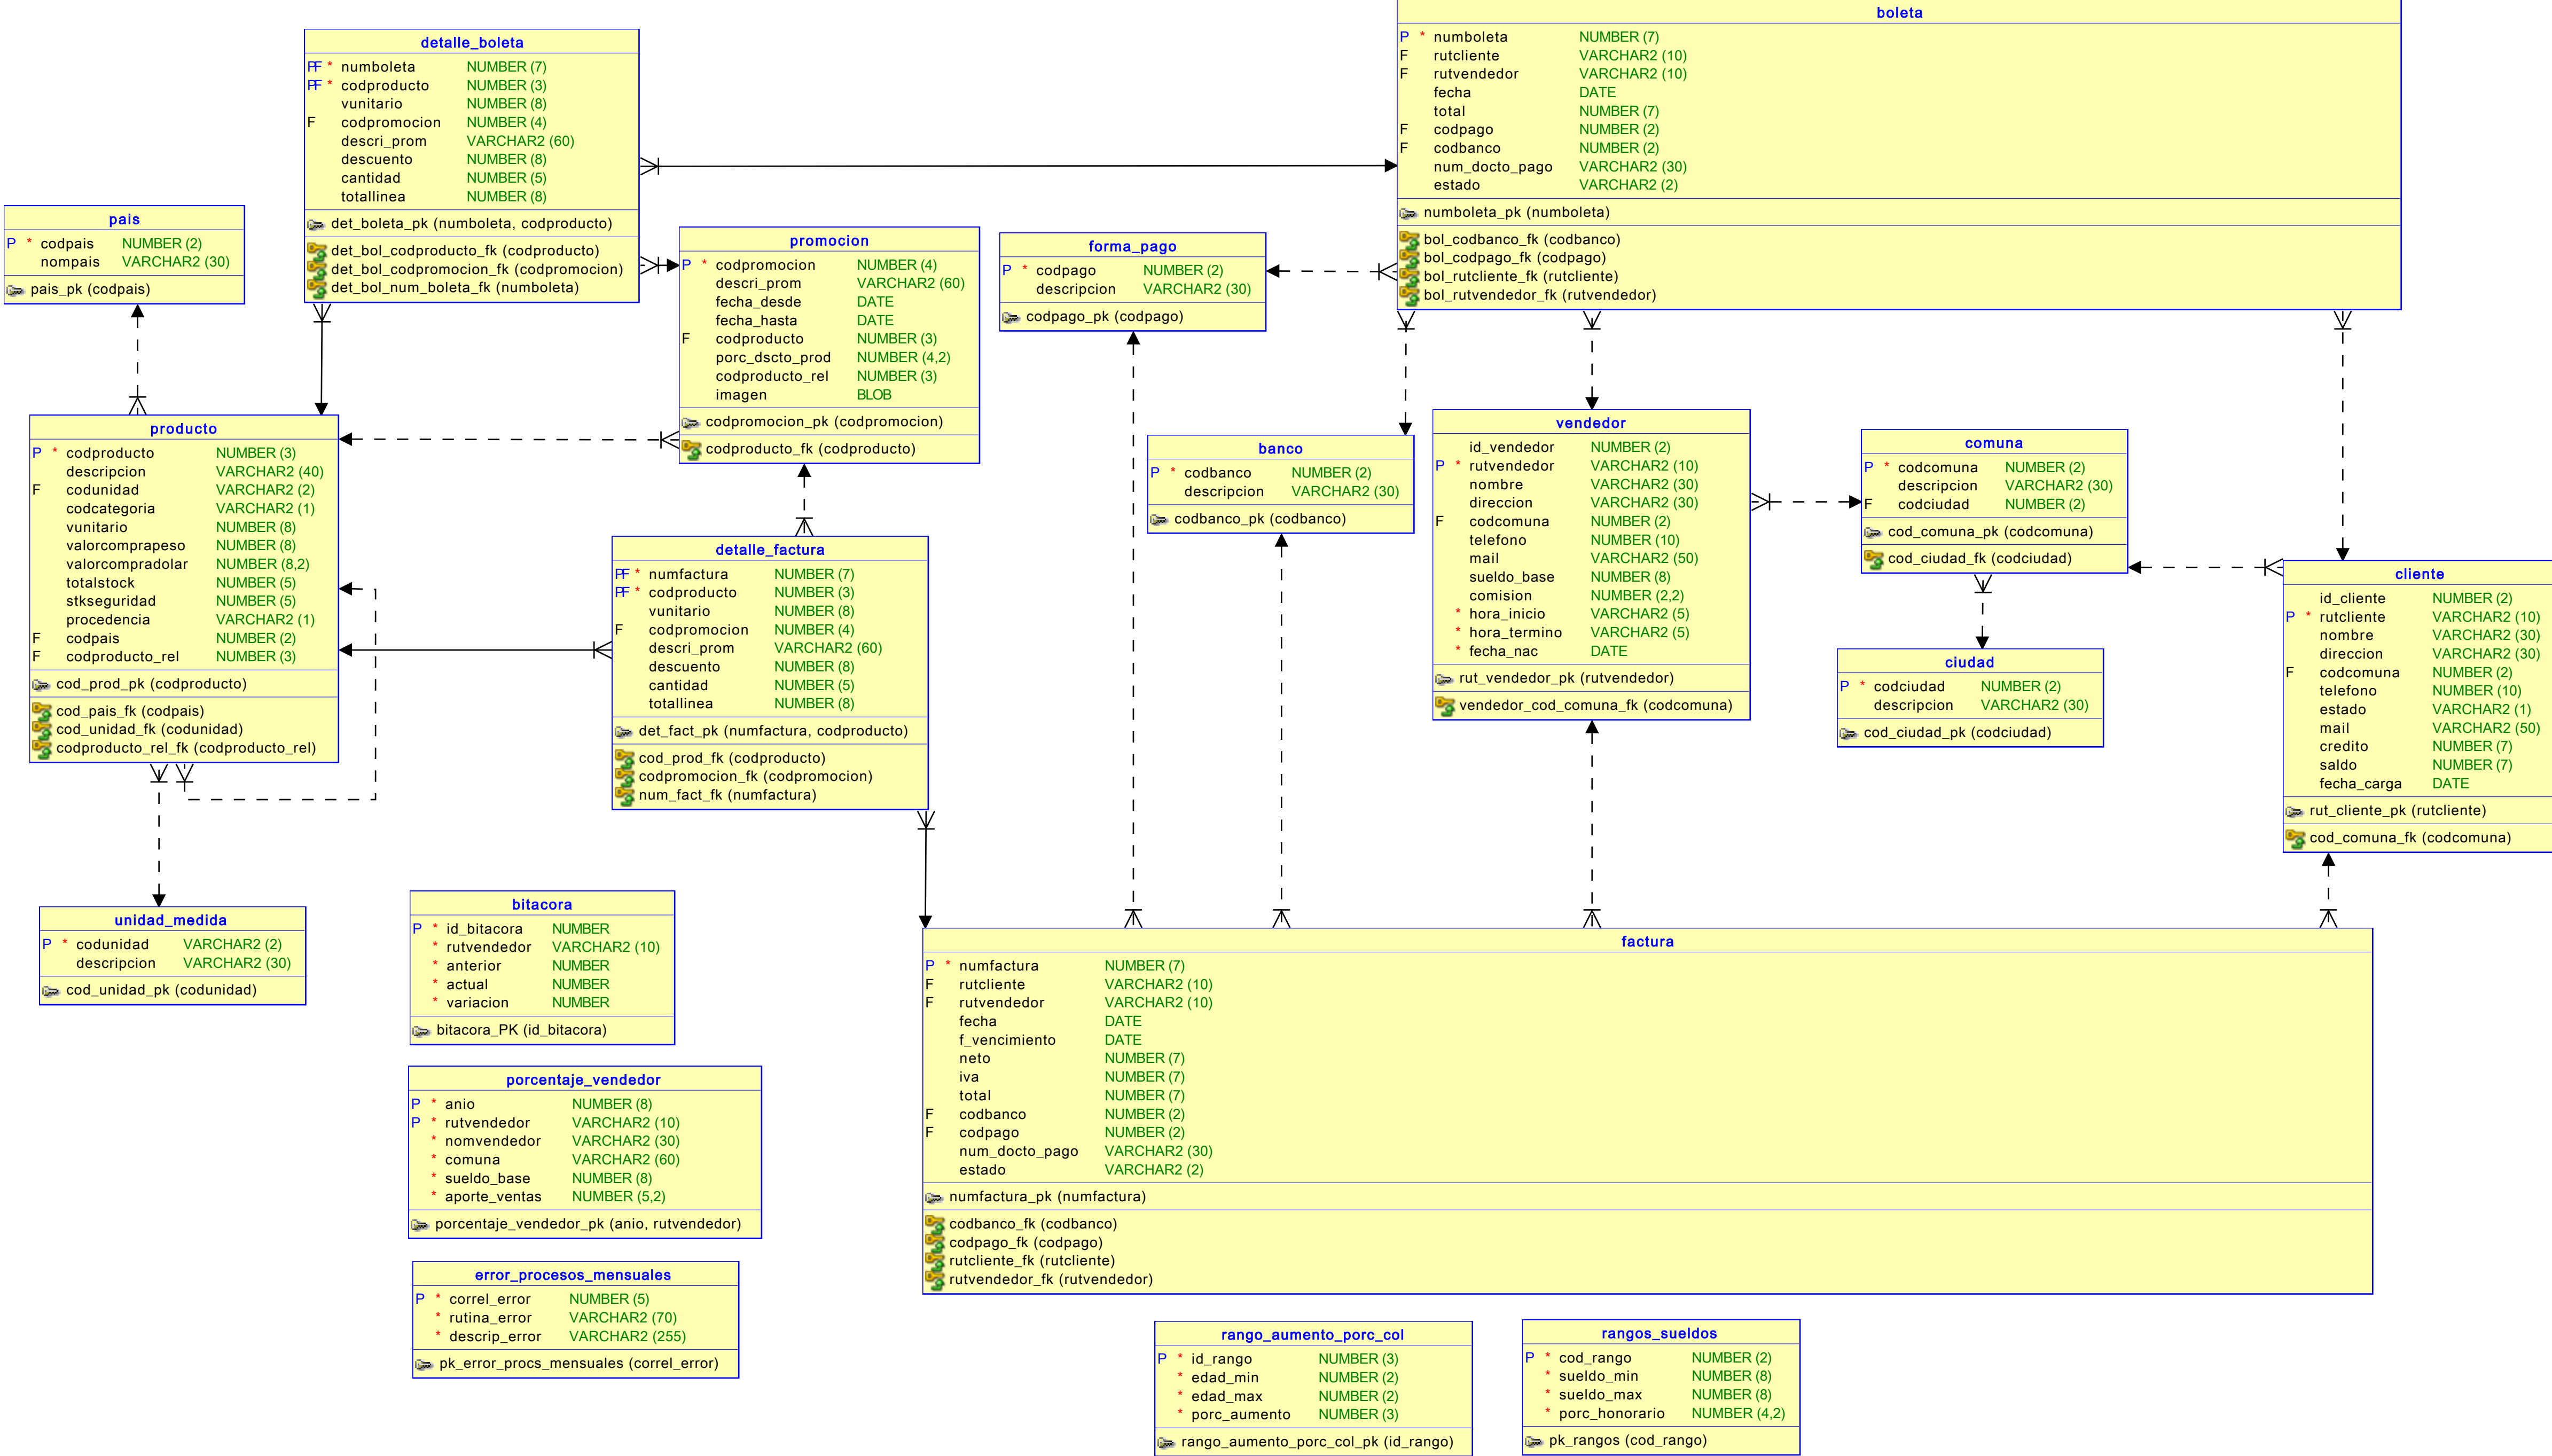 boleta
P * numboleta NUMBER (7)
F rutcliente VARCHAR2 (10)
F rutvendedor VARCHAR2 (10)
fecha DATE
total NUMBER (7)
F codpago NUMBER (2)
F codbanco NUMBER (2)
num_docto_pago VARCHAR2 (30)
estado VARCHAR2 (2)
numboleta_pk (numboleta)
bol_codbanco_fk (codbanco)
bol_codpago_fk (codpago)
bol_rutcliente_fk (rutcliente)
bol_rutvendedor_fk (rutvendedor)
detalle_boleta
PF * numboleta NUMBER (7)
PF * codproducto NUMBER (3)
vunitario NUMBER (8)
F codpromocion NUMBER (4)
descri_prom VARCHAR2 (60)
descuento NUMBER (8)
cantidad NUMBER (5)
totallinea NUMBER (8)
det_boleta_pk (numboleta, codproducto)
det_bol_codproducto_fk (codproducto)
det_bol_codpromocion_fk (codpromocion)
det_bol_num_boleta_fk (numboleta)
pais
P * codpais NUMBER (2)
nompais VARCHAR2 (30)
pais_pk (codpais)
promocion
P * codpromocion NUMBER (4)
descri_prom VARCHAR2 (60)
fecha_desde DATE
fecha_hasta DATE
F codproducto NUMBER (3)
porc_dscto_prod NUMBER (4,2)
codproducto_rel NUMBER (3)
imagen BLOB
codpromocion_pk (codpromocion)
codproducto_fk (codproducto)
forma_pago
P * codpago NUMBER (2)
descripcion VARCHAR2 (30)
codpago_pk (codpago)
producto
P * codproducto NUMBER (3)
descripcion VARCHAR2 (40)
F codunidad VARCHAR2 (2)
codcategoria VARCHAR2 (1)
vunitario NUMBER (8)
valorcomprapeso NUMBER (8)
valorcompradolar NUMBER (8,2)
totalstock NUMBER (5)
stkseguridad NUMBER (5)
procedencia VARCHAR2 (1)
F codpais NUMBER (2)
F codproducto_rel NUMBER (3)
cod_prod_pk (codproducto)
cod_pais_fk (codpais)
cod_unidad_fk (codunidad)
codproducto_rel_fk (codproducto_rel)
banco
P * codbanco NUMBER (2)
descripcion VARCHAR2 (30)
codbanco_pk (codbanco)
vendedor
id_vendedor NUMBER (2)
P * rutvendedor VARCHAR2 (10)
nombre VARCHAR2 (30)
direccion VARCHAR2 (30)
F codcomuna NUMBER (2)
telefono NUMBER (10)
mail VARCHAR2 (50)
sueldo_base NUMBER (8)
comision NUMBER (2,2)
* hora_inicio VARCHAR2 (5)
* hora_termino VARCHAR2 (5)
* fecha_nac DATE
rut_vendedor_pk (rutvendedor)
vendedor_cod_comuna_fk (codcomuna)
comuna
P * codcomuna NUMBER (2)
descripcion VARCHAR2 (30)
F codciudad NUMBER (2)
cod_comuna_pk (codcomuna)
cod_ciudad_fk (codciudad)
detalle_factura
PF * numfactura NUMBER (7)
PF * codproducto NUMBER (3)
vunitario NUMBER (8)
F codpromocion NUMBER (4)
descri_prom VARCHAR2 (60)
descuento NUMBER (8)
cantidad NUMBER (5)
totallinea NUMBER (8)
det_fact_pk (numfactura, codproducto)
cod_prod_fk (codproducto)
codpromocion_fk (codpromocion)
num_fact_fk (numfactura)
cliente
id_cliente NUMBER (2)
P * rutcliente VARCHAR2 (10)
nombre VARCHAR2 (30)
direccion VARCHAR2 (30)
F codcomuna NUMBER (2)
telefono NUMBER (10)
estado VARCHAR2 (1)
mail VARCHAR2 (50)
credito NUMBER (7)
saldo NUMBER (7)
fecha_carga DATE
rut_cliente_pk (rutcliente)
cod_comuna_fk (codcomuna)
ciudad
P * codciudad NUMBER (2)
descripcion VARCHAR2 (30)
cod_ciudad_pk (codciudad)
unidad_medida
P * codunidad VARCHAR2 (2)
descripcion VARCHAR2 (30)
cod_unidad_pk (codunidad)
bitacora
P * id_bitacora NUMBER
* rutvendedor VARCHAR2 (10)
* anterior NUMBER
* actual NUMBER
* variacion NUMBER
bitacora_PK (id_bitacora)
factura
P * numfactura NUMBER (7)
F rutcliente VARCHAR2 (10)
F rutvendedor VARCHAR2 (10)
fecha DATE
f_vencimiento DATE
neto NUMBER (7)
iva NUMBER (7)
total NUMBER (7)
F codbanco NUMBER (2)
F codpago NUMBER (2)
num_docto_pago VARCHAR2 (30)
estado VARCHAR2 (2)
numfactura_pk (numfactura)
codbanco_fk (codbanco)
codpago_fk (codpago)
rutcliente_fk (rutcliente)
rutvendedor_fk (rutvendedor)
porcentaje_vendedor
P * anio NUMBER (8)
P * rutvendedor VARCHAR2 (10)
* nomvendedor VARCHAR2 (30)
* comuna VARCHAR2 (60)
* sueldo_base NUMBER (8)
* aporte_ventas NUMBER (5,2)
porcentaje_vendedor_pk (anio, rutvendedor)
error_procesos_mensuales
P * correl_error NUMBER (5)
* rutina_error VARCHAR2 (70)
* descrip_error VARCHAR2 (255)
pk_error_procs_mensuales (correl_error)
rango_aumento_porc_col
P * id_rango NUMBER (3)
* edad_min NUMBER (2)
* edad_max NUMBER (2)
* porc_aumento NUMBER (3)
rango_aumento_porc_col_pk (id_rango)
rangos_sueldos
P * cod_rango NUMBER (2)
* sueldo_min NUMBER (8)
* sueldo_max NUMBER (8)
* porc_honorario NUMBER (4,2)
pk_rangos (cod_rango)